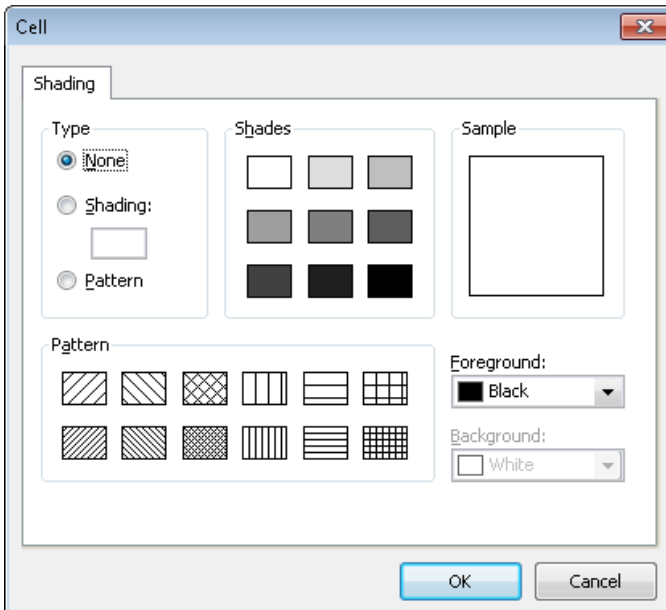 Cell
Shading
Type
None
Shading:
Pattern
Shades
Sample
Pattern
Foreground:
Black
Background:
White
OK
Cancel